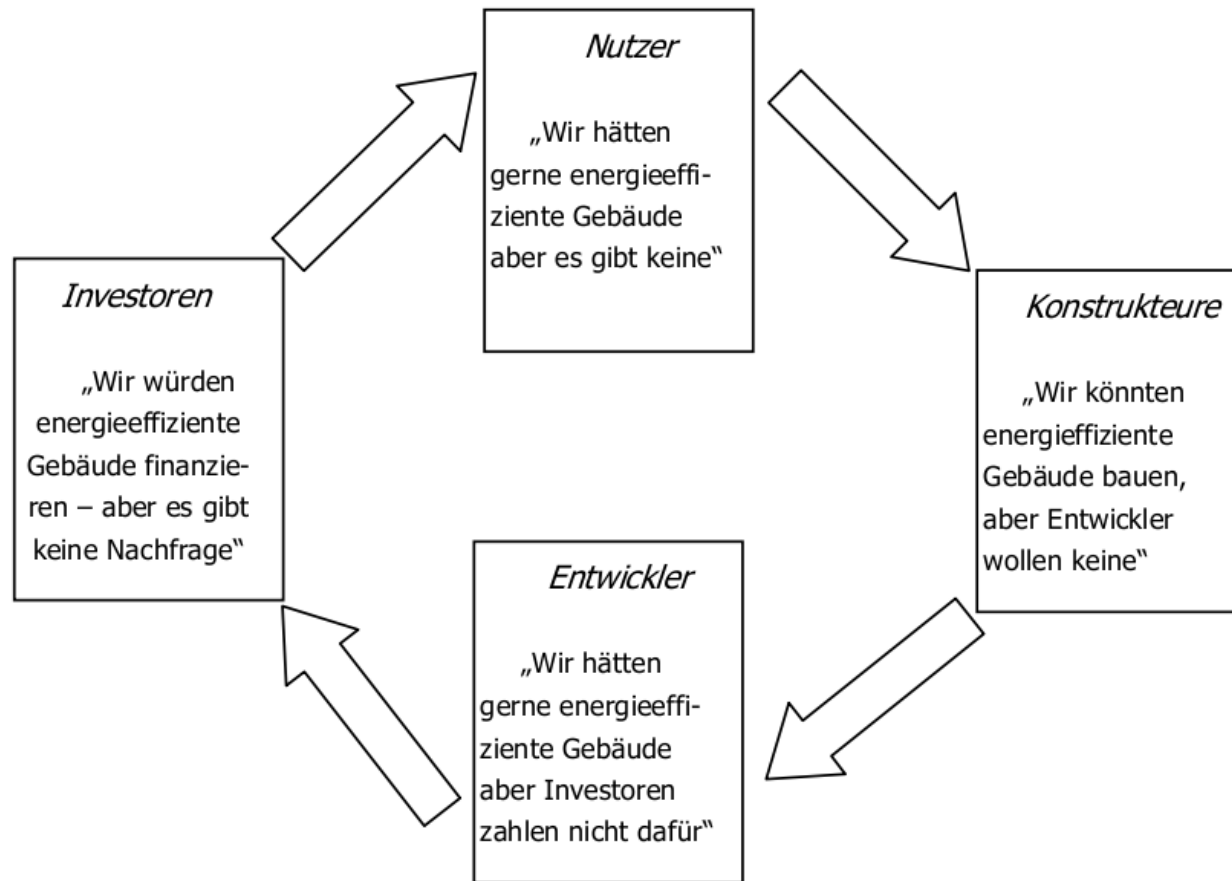 Nutzer
„Wir hätten
gerne energieeffi-
ziente Gebäude
aber es gibt keine“
Investoren
„Wir würden
energieeffiziente
Gebäude finanzie-
ren – aber es gibt
keine Nachfrage“
Konstrukteure
„Wir könnten
energieffiziente
Gebäude bauen,
aber Entwickler
wollen keine“
Entwickler
„Wir hätten
gerne energieeffi-
ziente Gebäude
aber Investoren
zahlen nicht dafür“